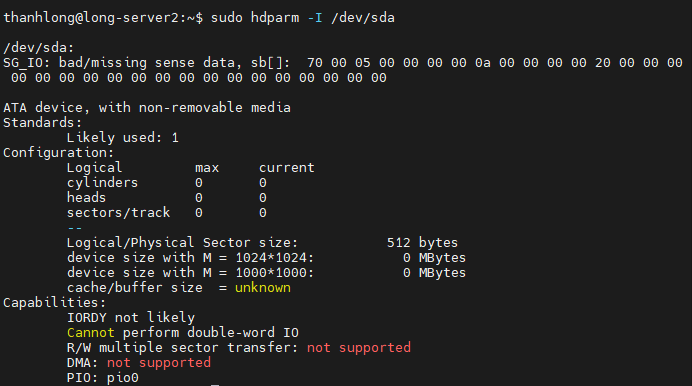 thanhlong@long-server2:~$ sudo hdparm -I /dev/sda
/dev/sda:
SG_IO: bad/missing sense data, sb[]:  70 00 05 00 00 00 00 0a 00 00 00 00 20 00 00 00
00 00 00 00 00 00 00 00 00 00 00 00 00 00 00 00
ATA device, with non-removable media
Standards:
Likely used: 1
Configuration:
Logical max current
cylinders 0 0
heads 0 0
sectors/track 0 0
--
Logical/Physical Sector size: 512 bytes
device size with M = 1024*1024: 0 MBytes
device size with M = 1000*1000: 0 MBytes
cache/buffer size  = unknown
Capabilities:
IORDY not likely
Cannot perform double-word IO
R/W multiple sector transfer: not supported
DMA: not supported
PIO: pio0